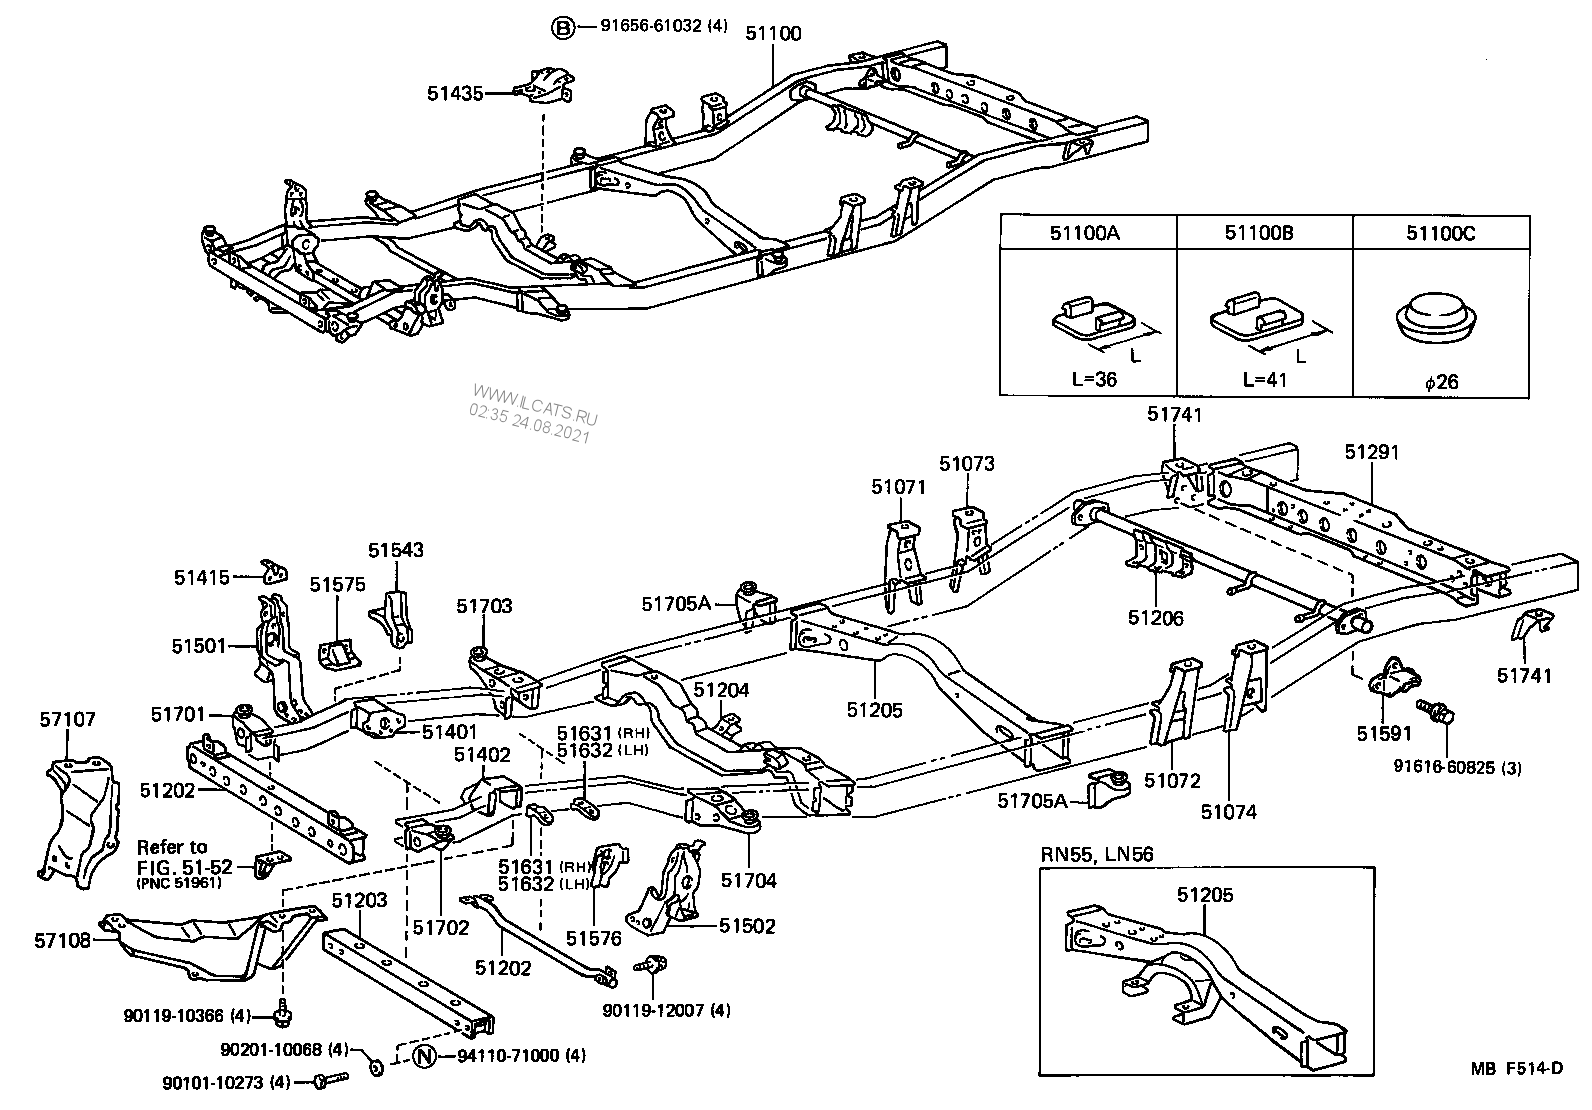 B 91656-61032 (4)
51100
51435
51100A 51100B 51100C
L L
L=36 L=41 φ26
WWW.ILCATS.RU
02:35 24.08.2021
51741
51291
51073
51071
51543
51415
51575
51703
51705A
51501
51206
51741
51204
51205
51701
57107
51401
51631 (RH)
51632 (LH)
51402
51591
91616-60825 (3)
51202
51072
51705A
51074
Refer to
FIG. 51-52
(PNC 51961)
51631 (RH)
51632 (LH)
51704
RN55, LN56
51205
51203
51702
51576
51502
57108
51202
90119-10366 (4)
90119-12007 (4)
90201-10068 (4)
N 94110-71000 (4)
90101-10273 (4)
MB F514-D